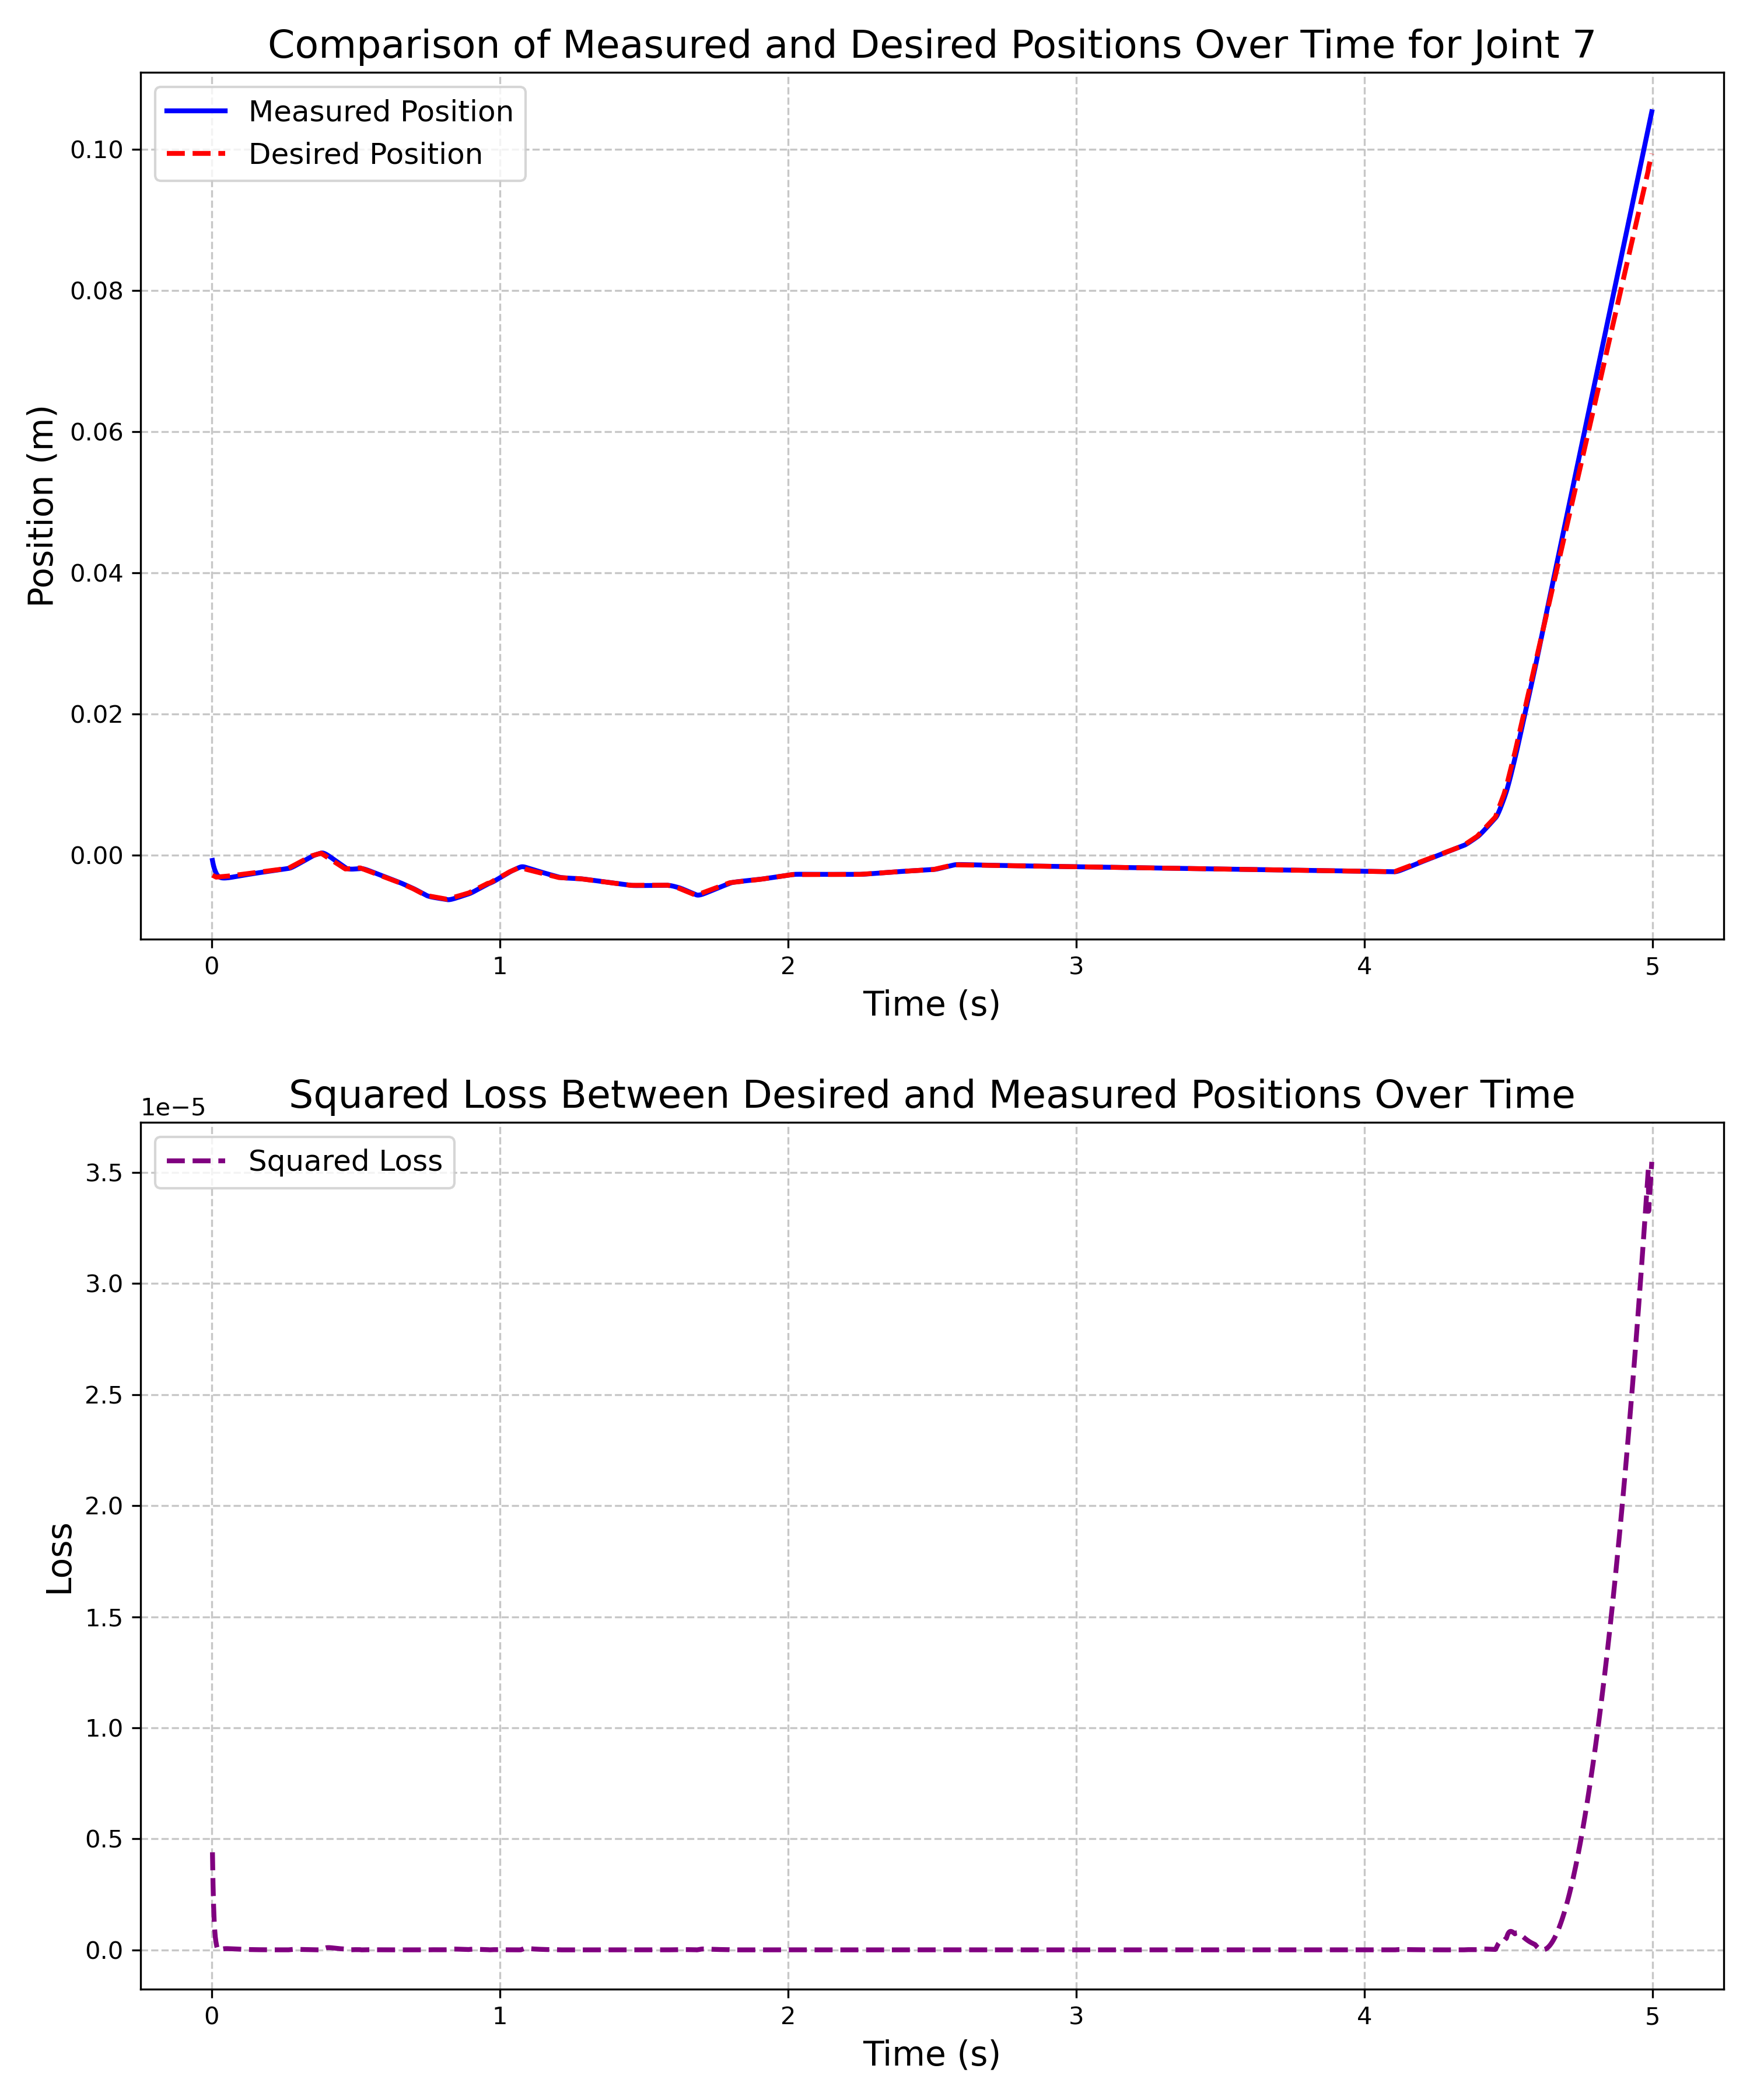 Comparison of Measured and Desired Positions Over Time for Joint 7
Measured Position
Desired Position
Position (m)
0.10
0.08
0.06
0.04
0.02
0.00
0 1 2 3 4 5
Time (s)
Squared Loss Between Desired and Measured Positions Over Time
1e−5
Squared Loss
Loss
3.5
3.0
2.5
2.0
1.5
1.0
0.5
0.0
0 1 2 3 4 5
Time (s)